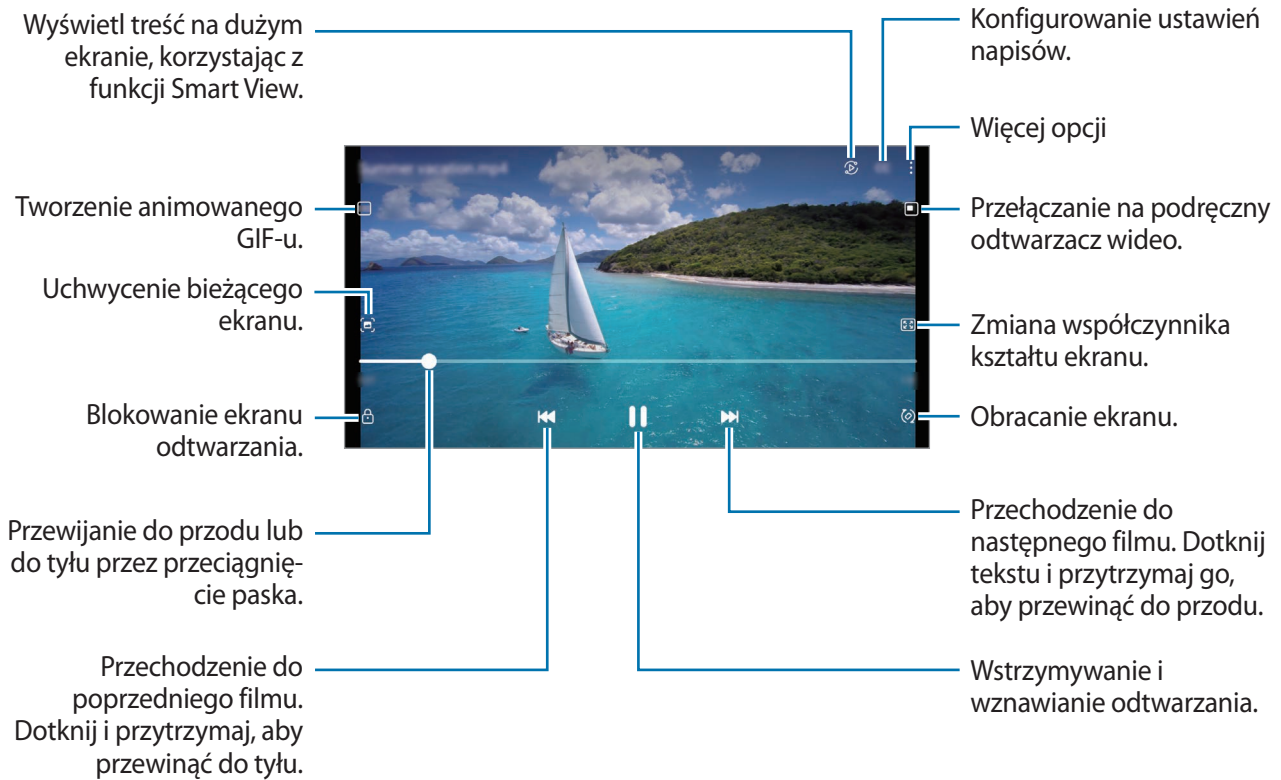 Wyświetl treść na dużym
ekranie, korzystając z
funkcji Smart View.
Tworzenie animowanego
GIF-u.
Uchwycenie bieżącego
ekranu.
Blokowanie ekranu
odtwarzania.
Przewijanie do przodu lub
do tyłu przez przeciągnię-
cie paska.
Przechodzenie do
poprzedniego filmu.
Dotknij i przytrzymaj, aby
przewinąć do tyłu.
Konfigurowanie ustawień
napisów.
Więcej opcji
Przełączanie na podręczny
odtwarzacz wideo.
Zmiana współczynnika
kształtu ekranu.
Obracanie ekranu.
Przechodzenie do
następnego filmu. Dotknij
tekstu i przytrzymaj go,
aby przewinąć do przodu.
Wstrzymywanie i
wznawianie odtwarzania.